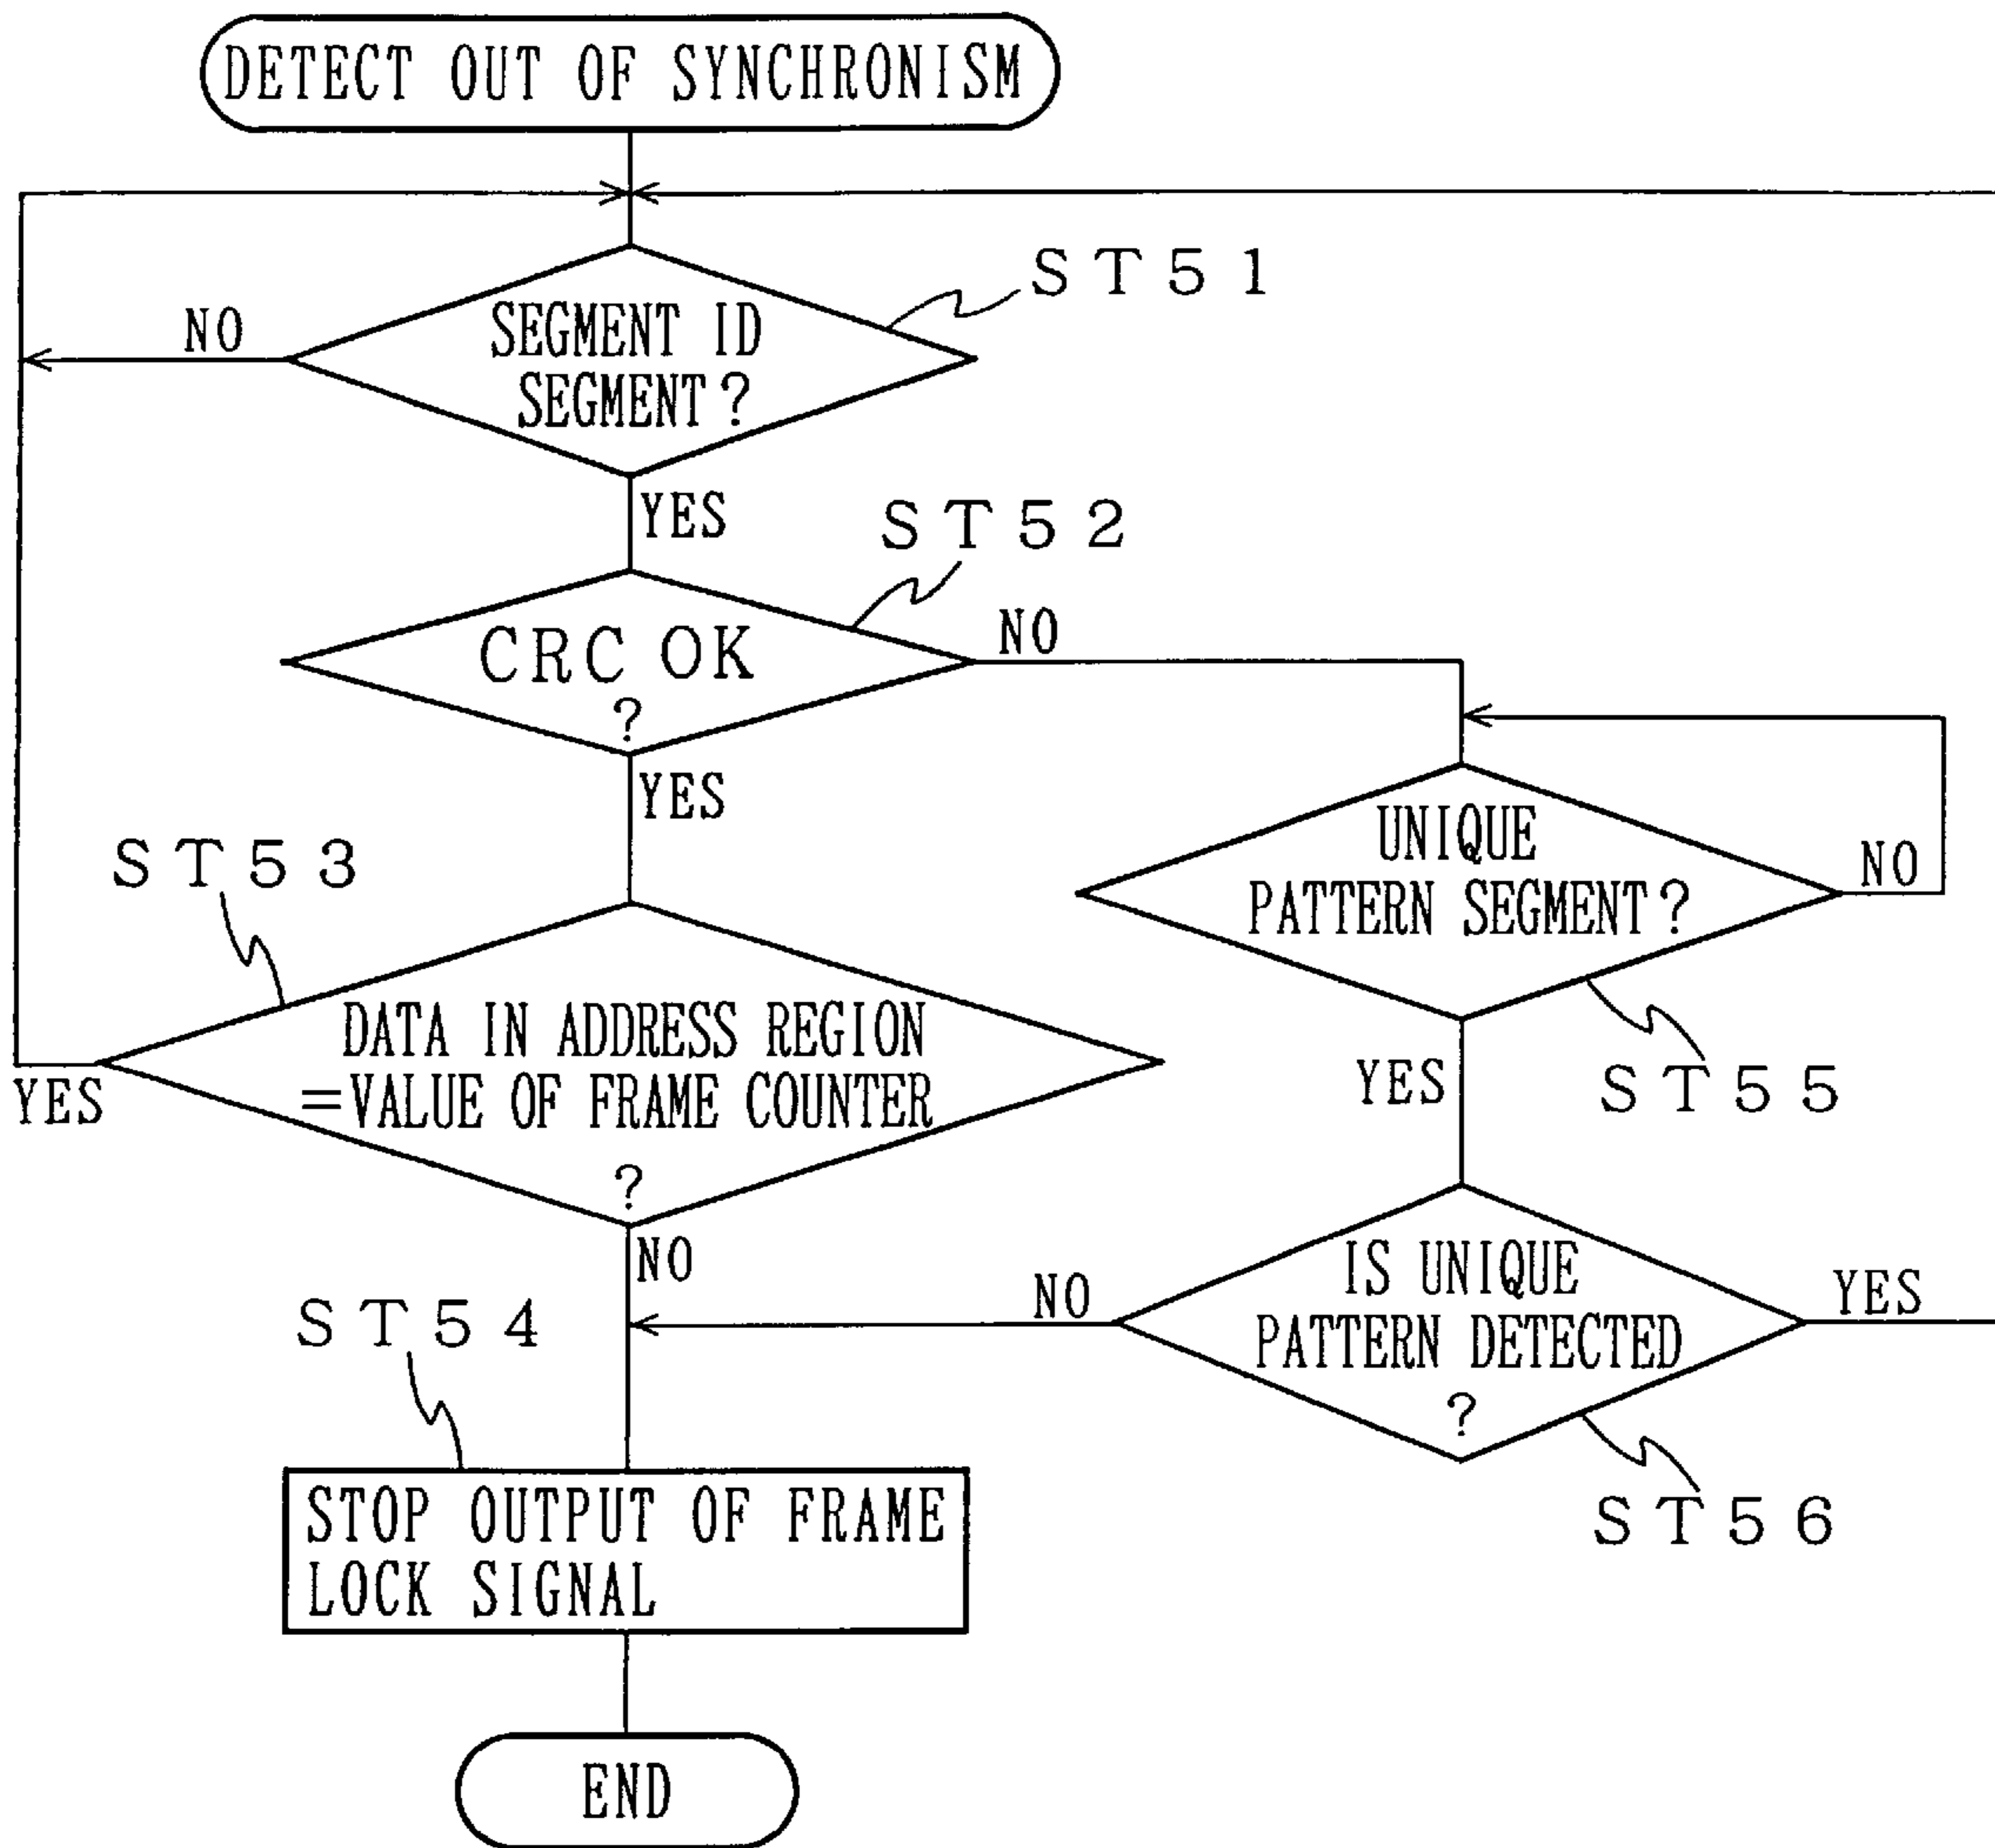 DETECT OUT OF SYNCHRONISM
ST51
NO
SEGMENT ID
SEGMENT?
YES
ST52
CRC OK
?
NO
YES
ST53
UNIQUE
PATTERN SEGMENT?
NO
DATA IN ADDRESS REGION
=VALUE OF FRAME COUNTER
?
YES
YES
ST55
NO
ST54
NO
IS UNIQUE
PATTERN DETECTED
?
YES
ST56
STOP OUTPUT OF FRAME
LOCK SIGNAL
END